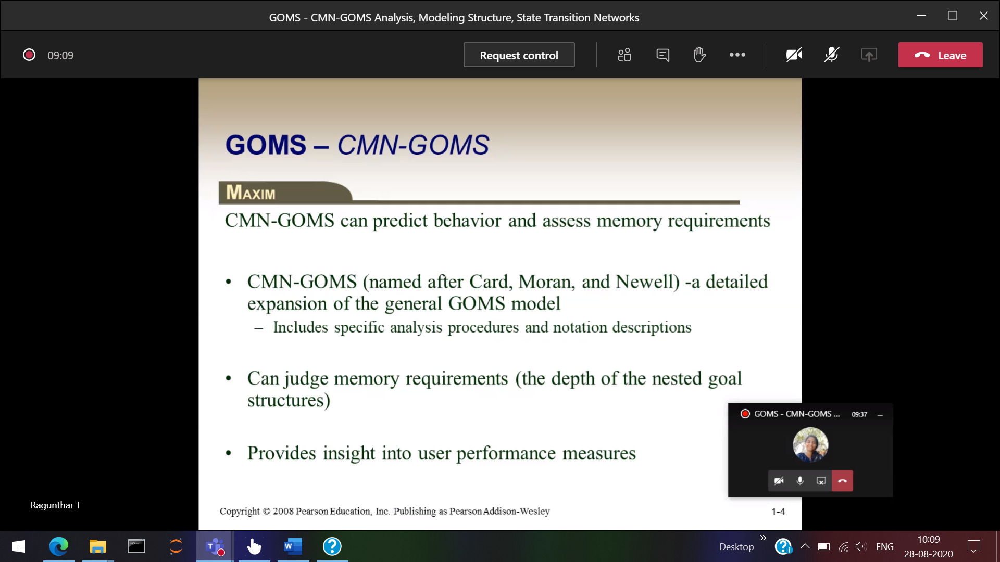 GOMS - CMN-GOMS Analysis, Modeling Structure, State Transition Networks
09:09
Request control
Leave
GOMS – CMN-GOMS
MAXIM
CMN-GOMS can predict behavior and assess memory requirements
• CMN-GOMS (named after Card, Moran, and Newell) -a detailed
expansion of the general GOMS model
– Includes specific analysis procedures and notation descriptions
• Can judge memory requirements (the depth of the nested goal
structures)
• Provides insight into user performance measures
GOMS - CMN-GOMS ...
09:37
Ragunthar T
Copyright © 2008 Pearson Education, Inc. Publishing as Pearson Addison-Wesley
1-4
Desktop
ENG
10:09
28-08-2020